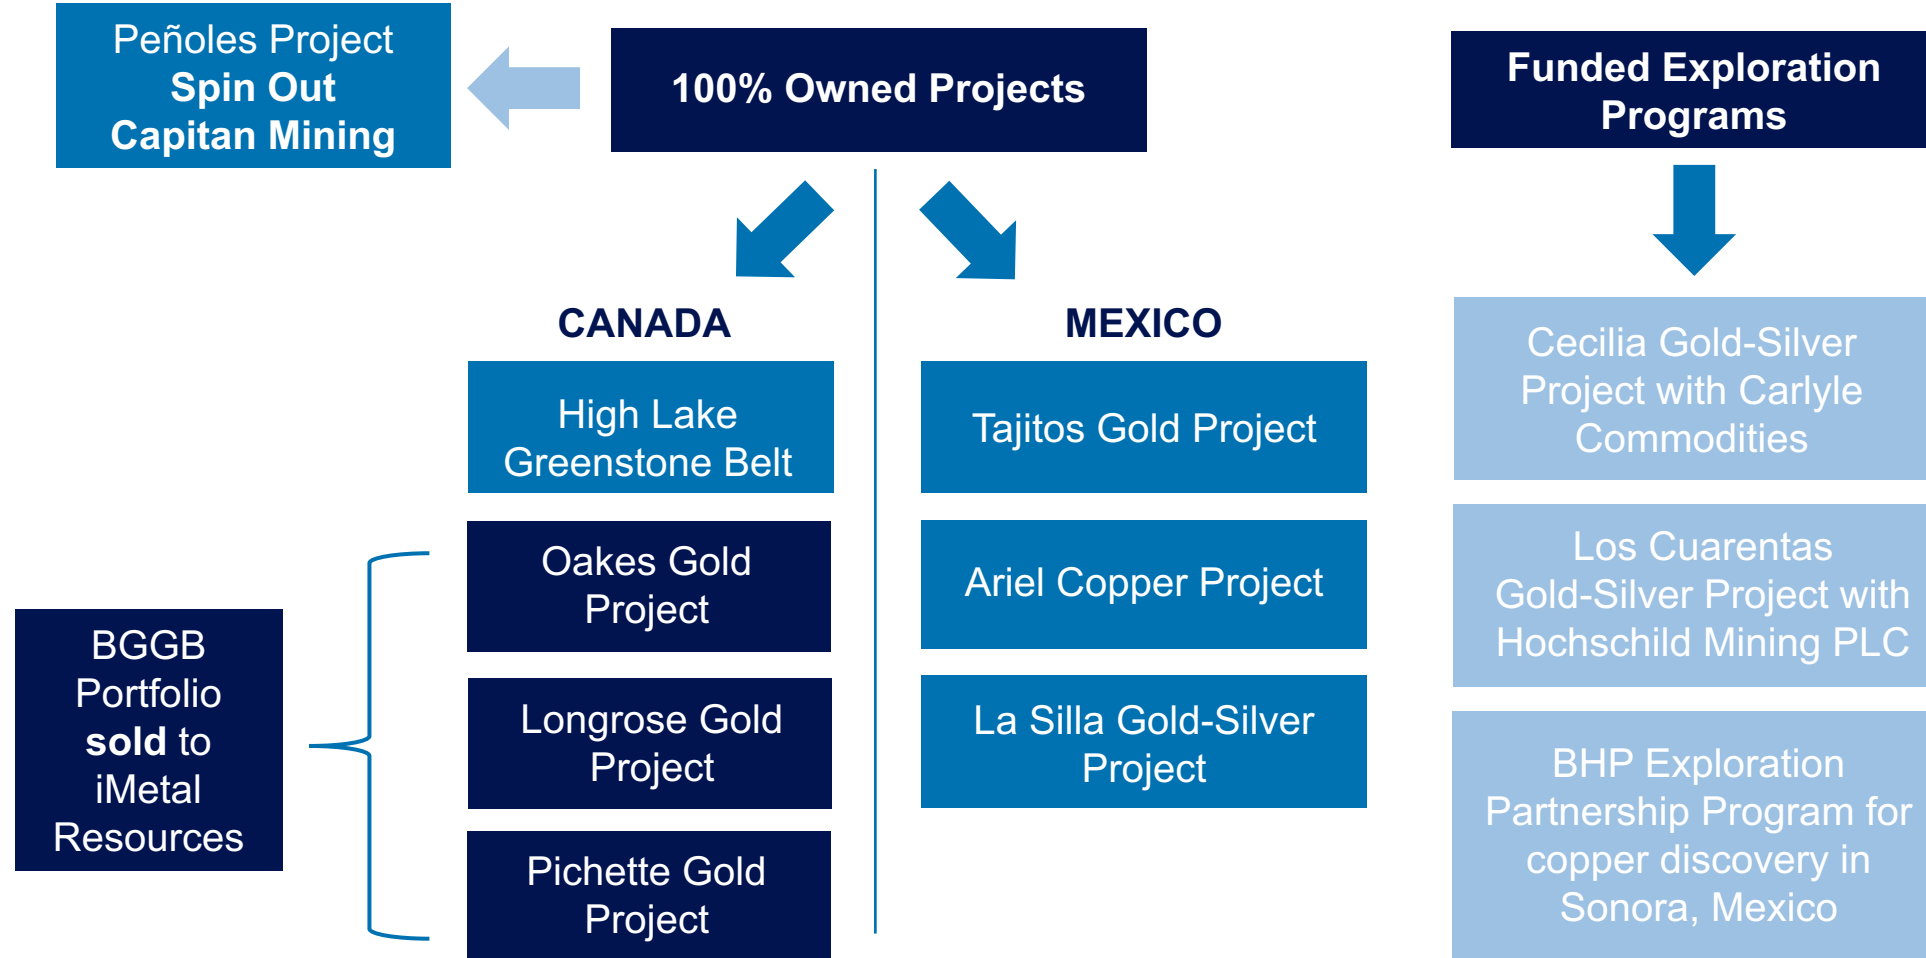 Peñoles Project
Spin Out
Capitan Mining
100% Owned Projects
Funded Exploration
Programs
CANADA
High Lake
Greenstone Belt
Oakes Gold
Project
Longrose Gold
Project
Pichette Gold
Project
BGGB
Portfolio
sold to
iMetal
Resources
MEXICO
Tajitos Gold Project
Ariel Copper Project
La Silla Gold-Silver
Project
Cecilia Gold-Silver
Project with Carlyle
Commodities
Los Cuarentas
Gold-Silver Project with
Hochschild Mining PLC
BHP Exploration
Partnership Program for
copper discovery in
Sonora, Mexico